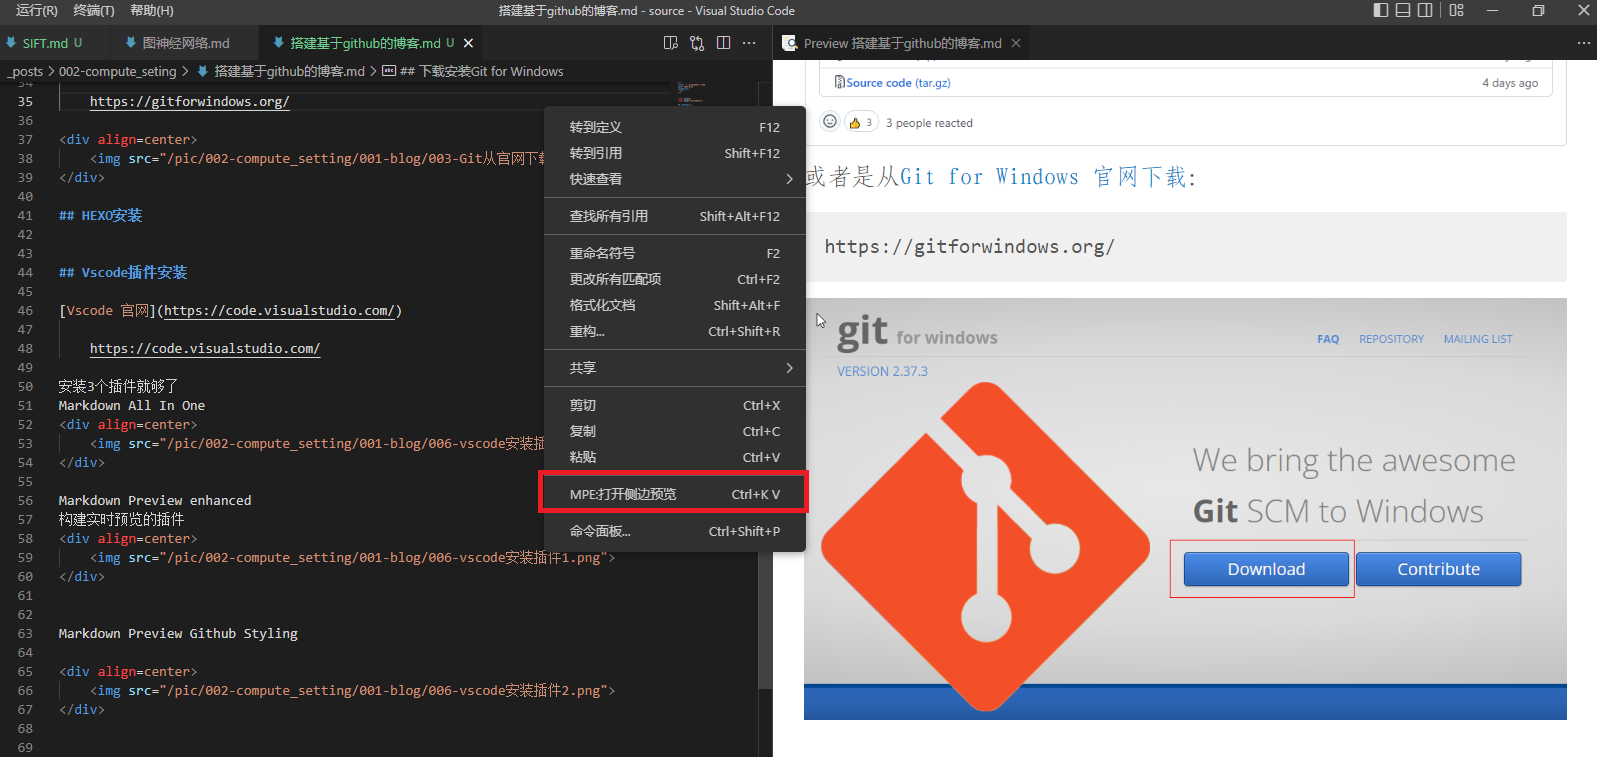 运行(R) 终端(T) 帮助(H)
搭建基于github的博客.md - source - Visual Studio Code
SIFT.md U
图神经网络.md
搭建基于github的博客.md U
Preview 搭建基于github的博客.md
_posts > 002-compute_seting > 搭建基于github的博客.md > ## 下载安装Git for Windows
34
35 https://gitforwindows.org/
36
37 <div align=center>
38 <img src="/pic/002-compute_setting/001-blog/003-Git从官网下载
39 </div>
40
41 ## HEXO安装
42
43
44 ## Vscode插件安装
45
46 [Vscode 官网](https://code.visualstudio.com/)
47
48 https://code.visualstudio.com/
49
50 安装3个插件就够了
51 Markdown All In One
52 <div align=center>
53 <img src="/pic/002-compute_setting/001-blog/006-vscode安装插
54 </div>
55
56 Markdown Preview enhanced
57 构建实时预览的插件
58 <div align=center>
59 <img src="/pic/002-compute_setting/001-blog/006-vscode安装插件1.png">
60 </div>
61
62
63 Markdown Preview Github Styling
64
65 <div align=center>
66 <img src="/pic/002-compute_setting/001-blog/006-vscode安装插件2.png">
67 </div>
68
69
转到定义 F12
转到引用 Shift+F12
快速查看 >
查找所有引用 Shift+Alt+F12
重命名符号 F2
更改所有匹配项 Ctrl+F2
格式化文档 Shift+Alt+F
重构... Ctrl+Shift+R
共享 >
剪切 Ctrl+X
复制 Ctrl+C
粘贴 Ctrl+V
MPE:打开侧边预览 Ctrl+K V
命令面板... Ctrl+Shift+P
Source code (tar.gz) 4 days ago
3 3 people reacted
或者是从Git for Windows 官网下载:
https://gitforwindows.org/
git for windows
FAQ REPOSITORY MAILING LIST
VERSION 2.37.3
We bring the awesome
Git SCM to Windows
Download Contribute